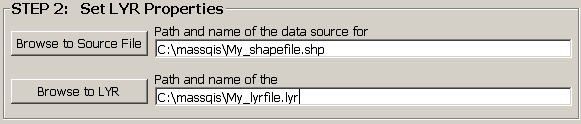 STEP 2: Set LYR Properties
Path and name of the data source for
Browse to Source File
C:\massgis\My_shapefile.shp
Path and name of the
Browse to LYR
C:\massgis\My_lyrfile.lyr